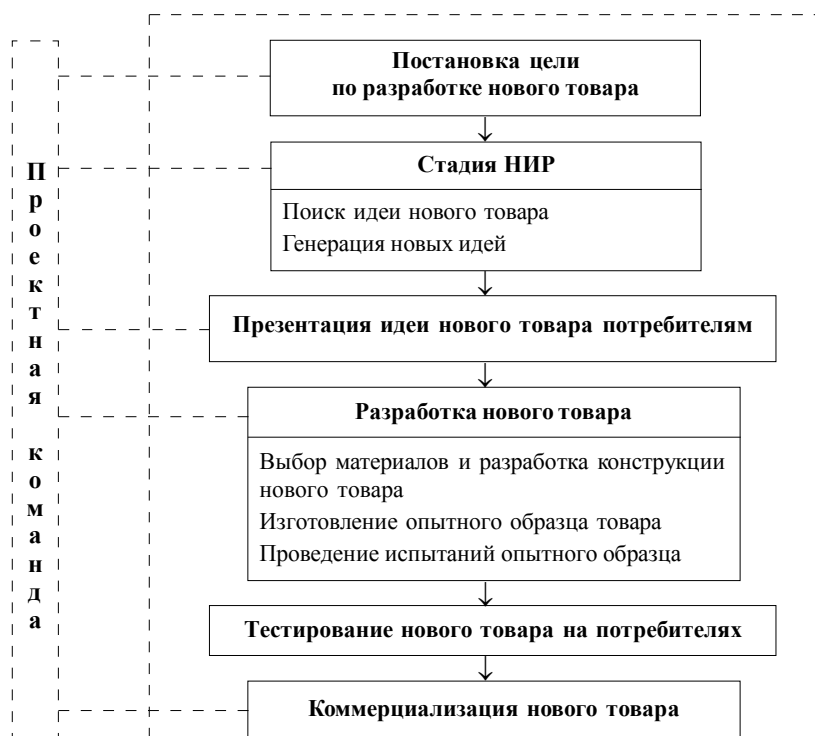 Проектная команда
Постановка цели
по разработке нового товара
Стадия НИР
Поиск идеи нового товара
Генерация новых идей
Презентация идеи нового товара потребителям
Разработка нового товара
Выбор материалов и разработка конструкции
нового товара
Изготовление опытного образца товара
Проведение испытаний опытного образца
Тестирование нового товара на потребителях
Коммерциализация нового товара